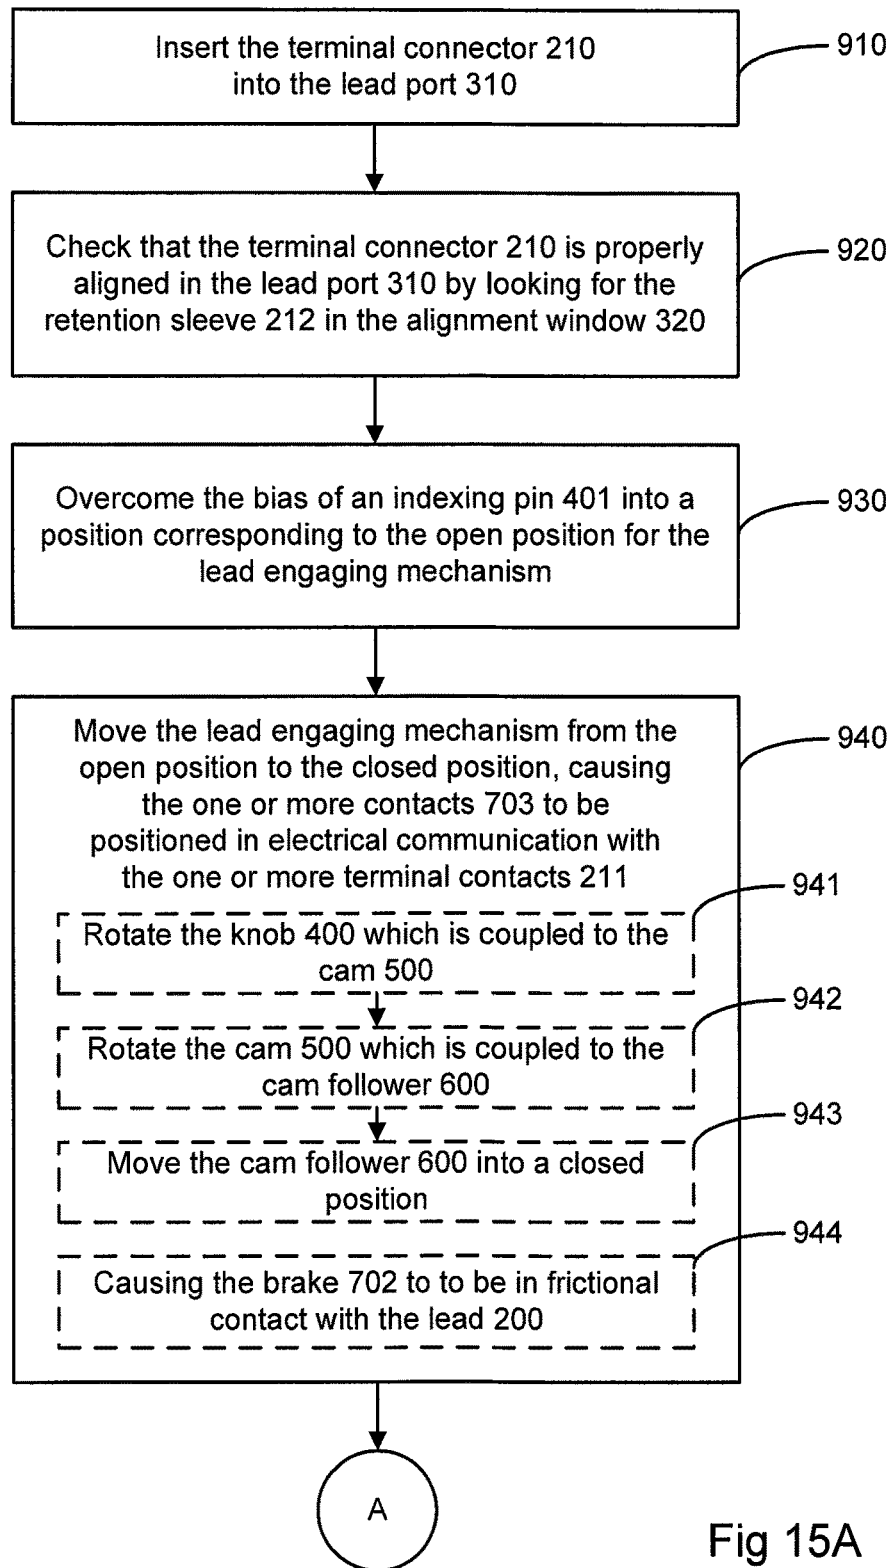 Insert the terminal connector 210
into the lead port 310
910
Check that the terminal connector 210 is properly
aligned in the lead port 310 by looking for the
retention sleeve 212 in the alignment window 320
920
Overcome the bias of an indexing pin 401 into a
position corresponding to the open position for the
lead engaging mechanism
930
Move the lead engaging mechanism from the
open position to the closed position, causing
the one or more contacts 703 to be
positioned in electrical communication with
the one or more terminal contacts 211
940
941
Rotate the knob 400 which is coupled to the
cam 500
942
Rotate the cam 500 which is coupled to the
cam follower 600
943
Move the cam follower 600 into a closed
position
944
Causing the brake 702 to to be in frictional
contact with the lead 200
A
Fig 15A